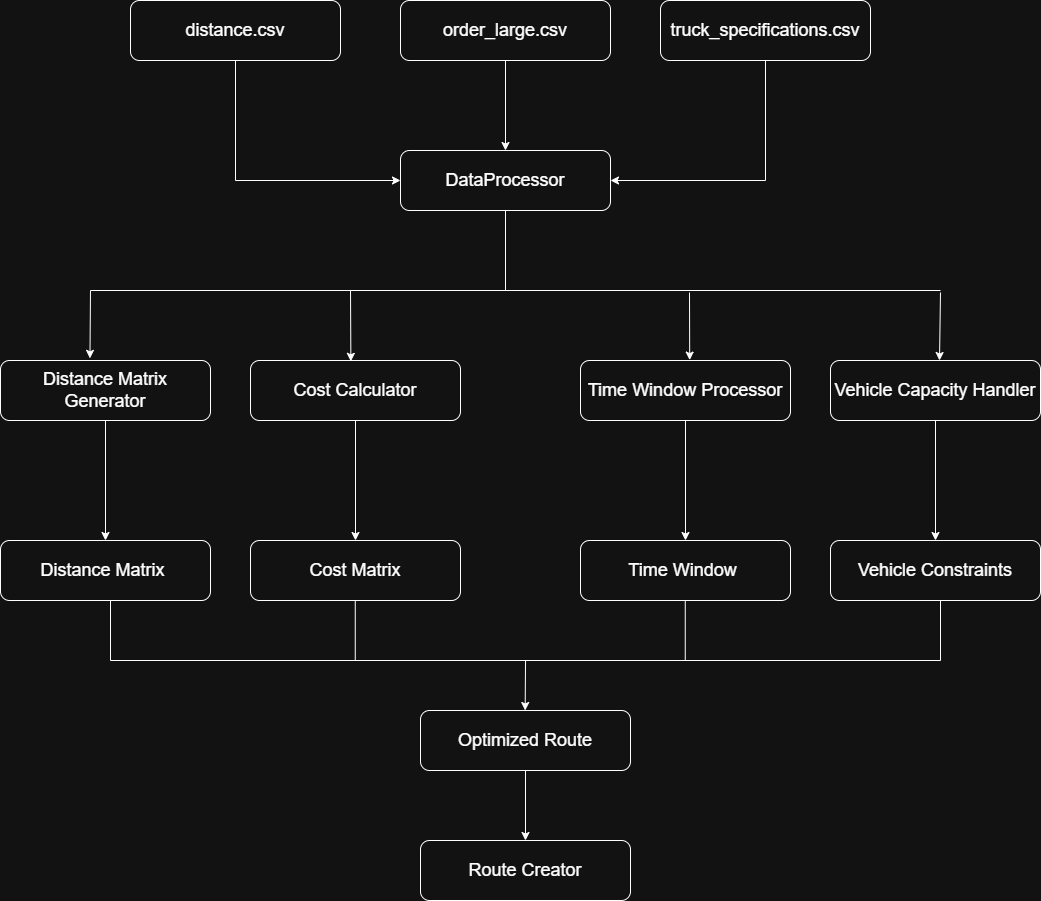 distance.csv
order_large.csv
truck_specifications.csv
DataProcessor
Distance Matrix
Generator
Cost Calculator
Time Window Processor
Vehicle Capacity Handler
Distance Matrix
Cost Matrix
Time Window
Vehicle Constraints
Optimized Route
Route Creator